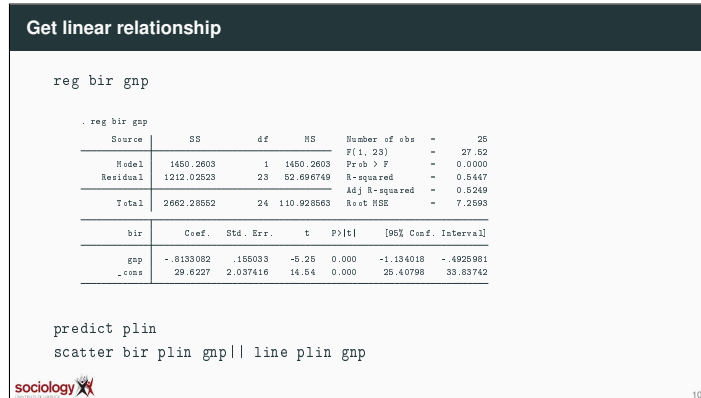 Get linear relationship
reg bir gnp
. reg bir gnp
Source | SS df MS Number of obs = 25
F(1, 23) = 27.52
Model | 1450.2603 1 1450.2603 Prob > F = 0.0000
Residual | 1212.02523 23 52.696749 R-squared = 0.5447
Adj R-squared = 0.5249
Total | 2662.28552 24 110.928563 Root MSE = 7.2593
bir | Coef. Std. Err. t P>|t| [95% Conf. Interval]
gnp | -.8133082 .155033 -5.25 0.000 -1.134018 -.4925981
_cons | 29.6227 2.037416 14.54 0.000 25.40798 33.83742
predict plin
scatter bir plin gnp|| line plin gnp
sociology
UNIVERSITY OF LIMERICK
10